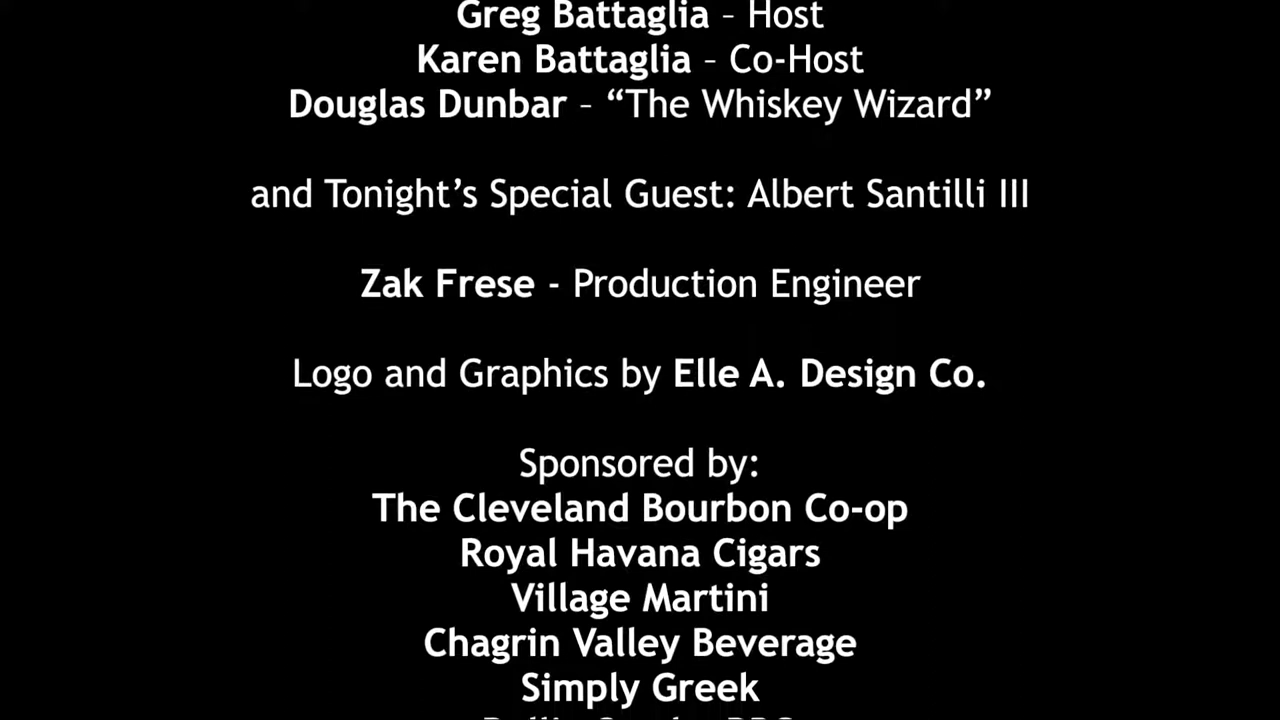 Greg Battaglia – Host
Karen Battaglia – Co-Host
Douglas Dunbar – “The Whiskey Wizard”
and Tonight’s Special Guest: Albert Santilli III
Zak Frese - Production Engineer
Logo and Graphics by Elle A. Design Co.
Sponsored by:
The Cleveland Bourbon Co-op
Royal Havana Cigars
Village Martini
Chagrin Valley Beverage
Simply Greek